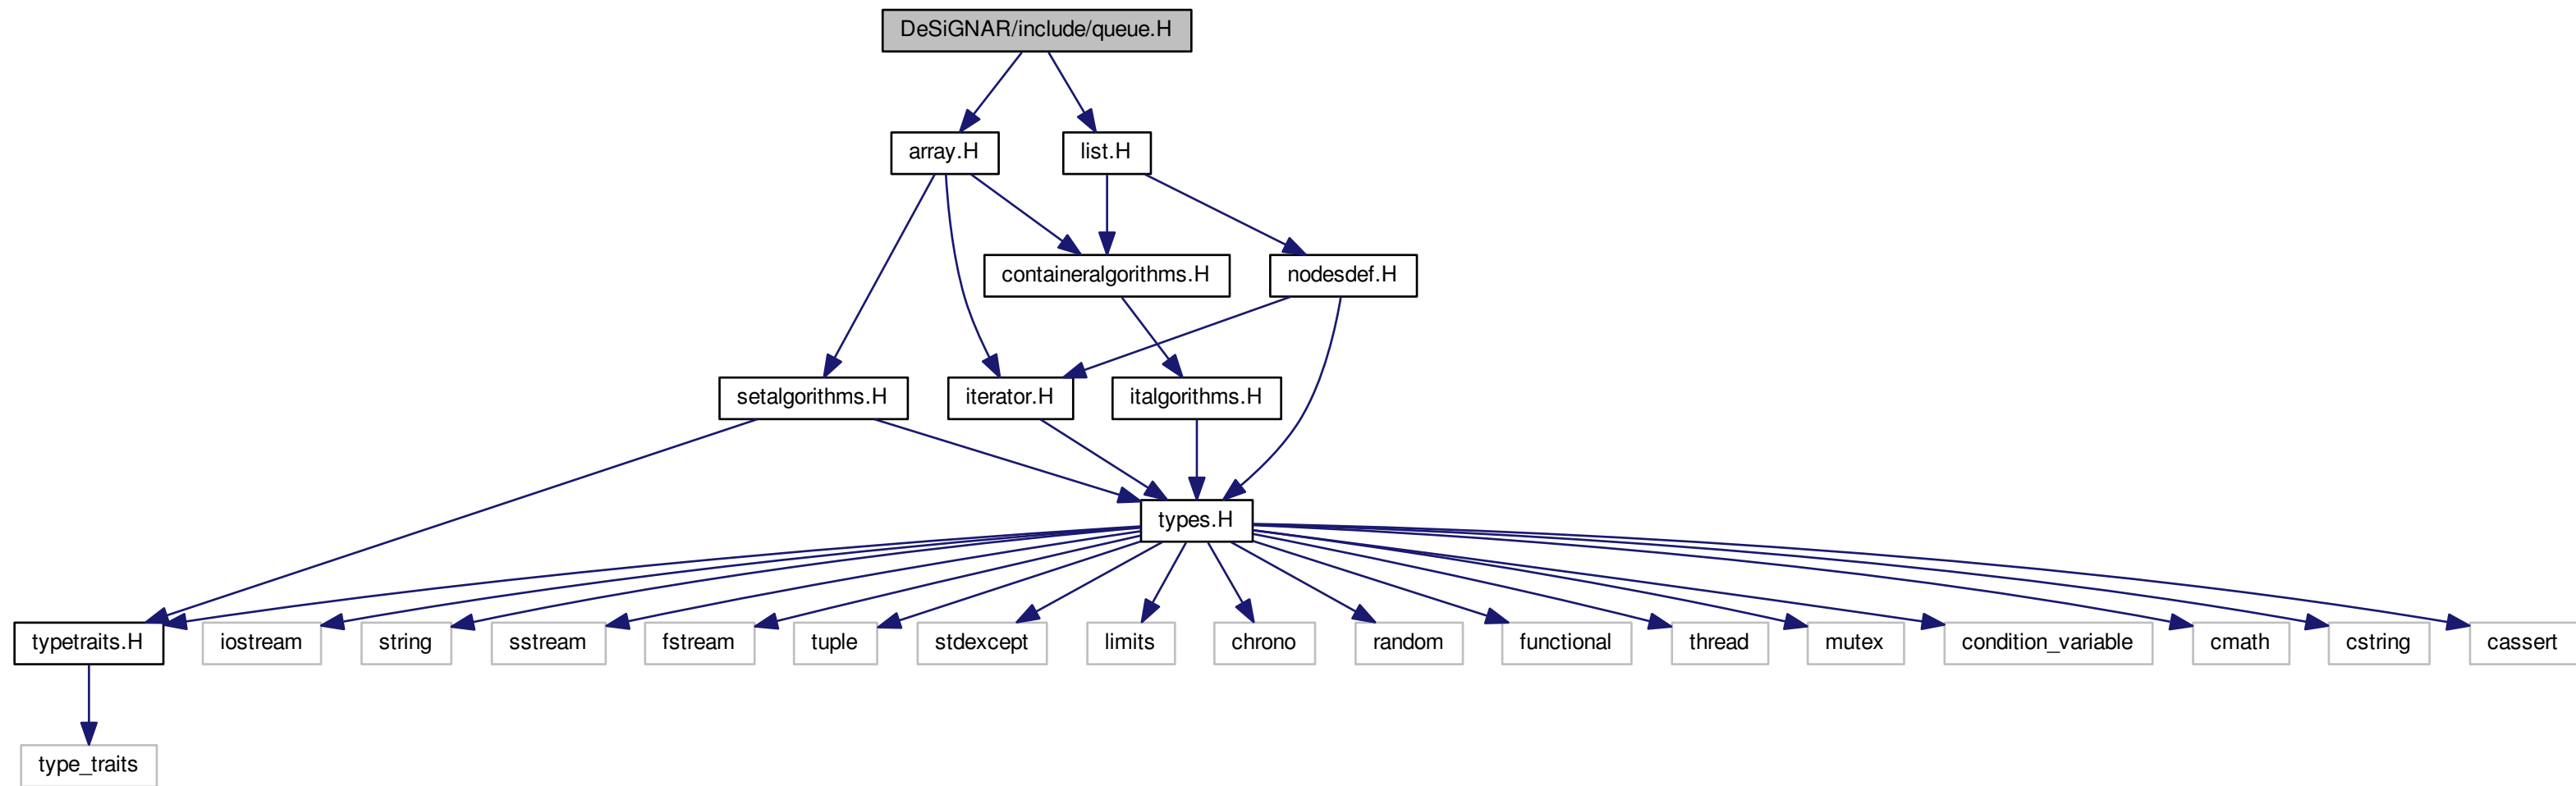 DeSiGNAR/include/queue.H
array.H
list.H
containeralgorithms.H
nodesdef.H
setalgorithms.H
iterator.H
italgorithms.H
types.H
typetraits.H
iostream
string
sstream
fstream
tuple
stdexcept
limits
chrono
random
functional
thread
mutex
condition_variable
cmath
cstring
cassert
type_traits